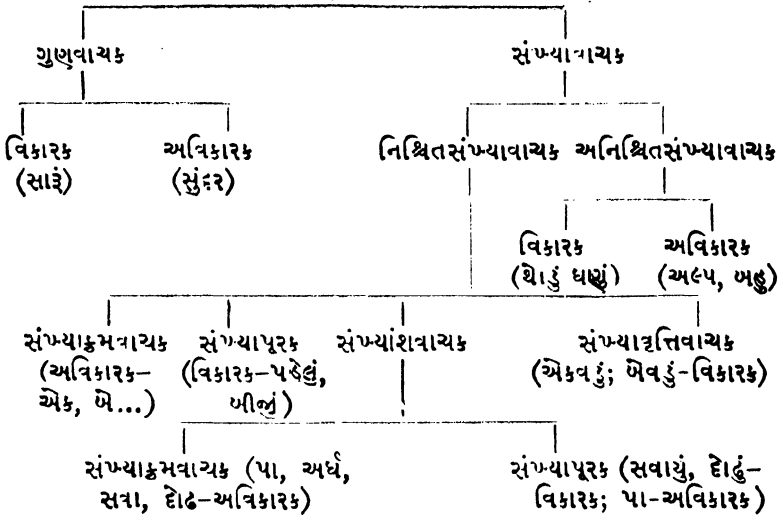 ગુણવાચક
સંખ્યાવાચક
વિકારક
(સારૂં)
અવિકારક
(સુંદર)
નિશ્ચિતસંખ્યાવાચક
અનિશ્ચિતસંખ્યાવાચક
વિકારક
(થોડું ઘણું)
અવિકારક
(અલ્પ, બહુ)
સંખ્યાક્રમવાચક
(અવિકારક–
એક, બે...)
સંખ્યાપૂરક
(વિકારક–પહેલું,
બીજું)
સંખ્યાંશવાચક
સંખ્યાવૃત્તિવાચક
(એકવડું; બેવડું-વિકારક)
સંખ્યાક્રમવાચક (પા, અર્ધ,
સવા, દોઢ–અવિકારક)
સંખ્યાપૂરક (સવાયું, દોઢું–
વિકારક; પા-અવિકારક)